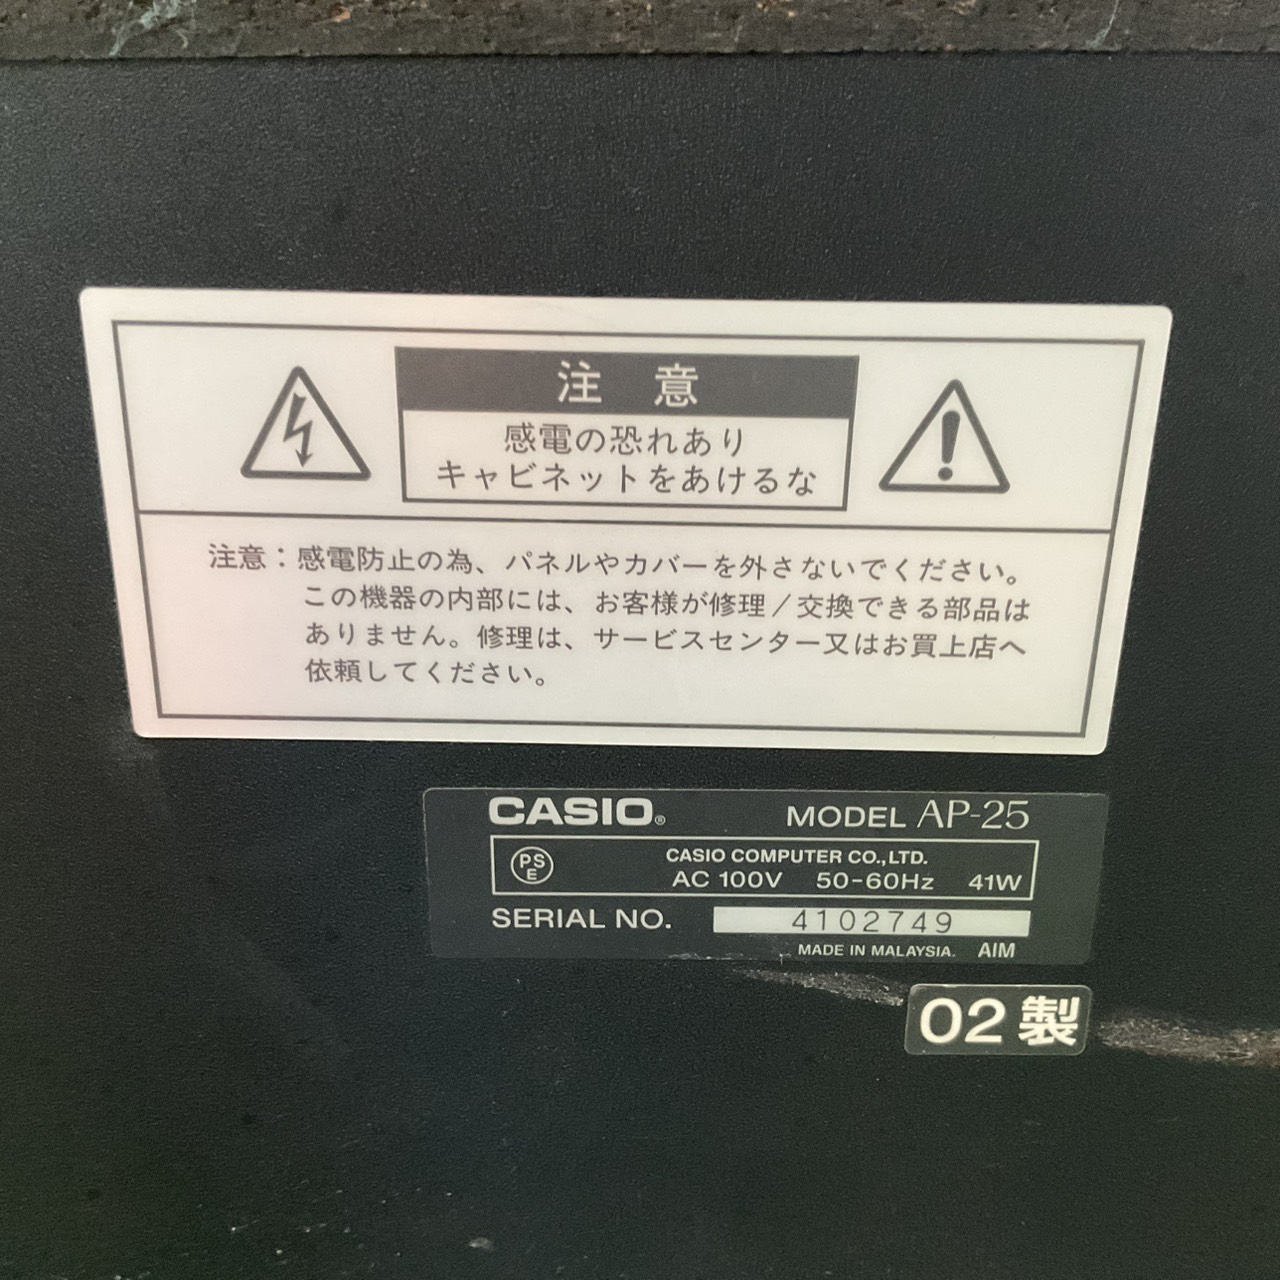 注 意
感電の恐れあり
キャビネットをあけるな
注意：感電防止の為、パネルやカバーを外さないでください。
この機器の内部には、お客様が修理／交換できる部品は
ありません。修理は、サービスセンター又はお買上店へ
依頼してください。
CASIO® MODEL AP-25
PSE
CASIO COMPUTER CO.,LTD.
AC 100V 50-60Hz 41W
SERIAL NO. 4102749
MADE IN MALAYSIA. AIM
02 製